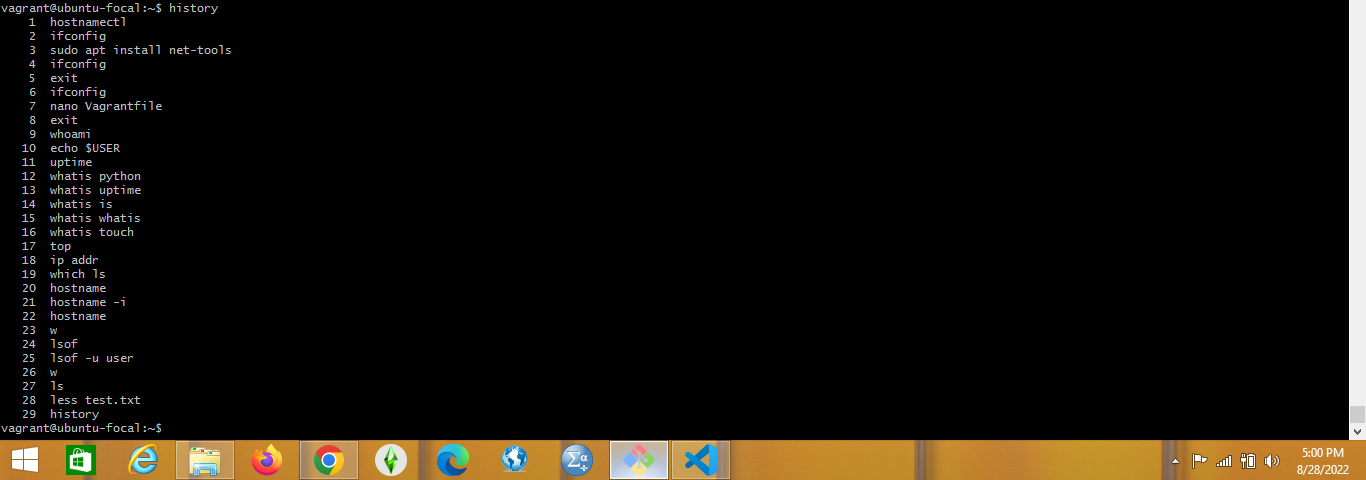 vagrant@ubuntu-focal:~$ history
1 hostnamectl
2 ifconfig
3 sudo apt install net-tools
4 ifconfig
5 exit
6 ifconfig
7 nano Vagrantfile
8 exit
9 whoami
10 echo $USER
11 uptime
12 whatis python
13 whatis uptime
14 whatis is
15 whatis whatis
16 whatis touch
17 top
18 ip addr
19 which ls
20 hostname
21 hostname -i
22 hostname
23 w
24 lsof
25 lsof -u user
26 w
27 ls
28 less test.txt
29 history
vagrant@ubuntu-focal:~$
5:00 PM
8/28/2022